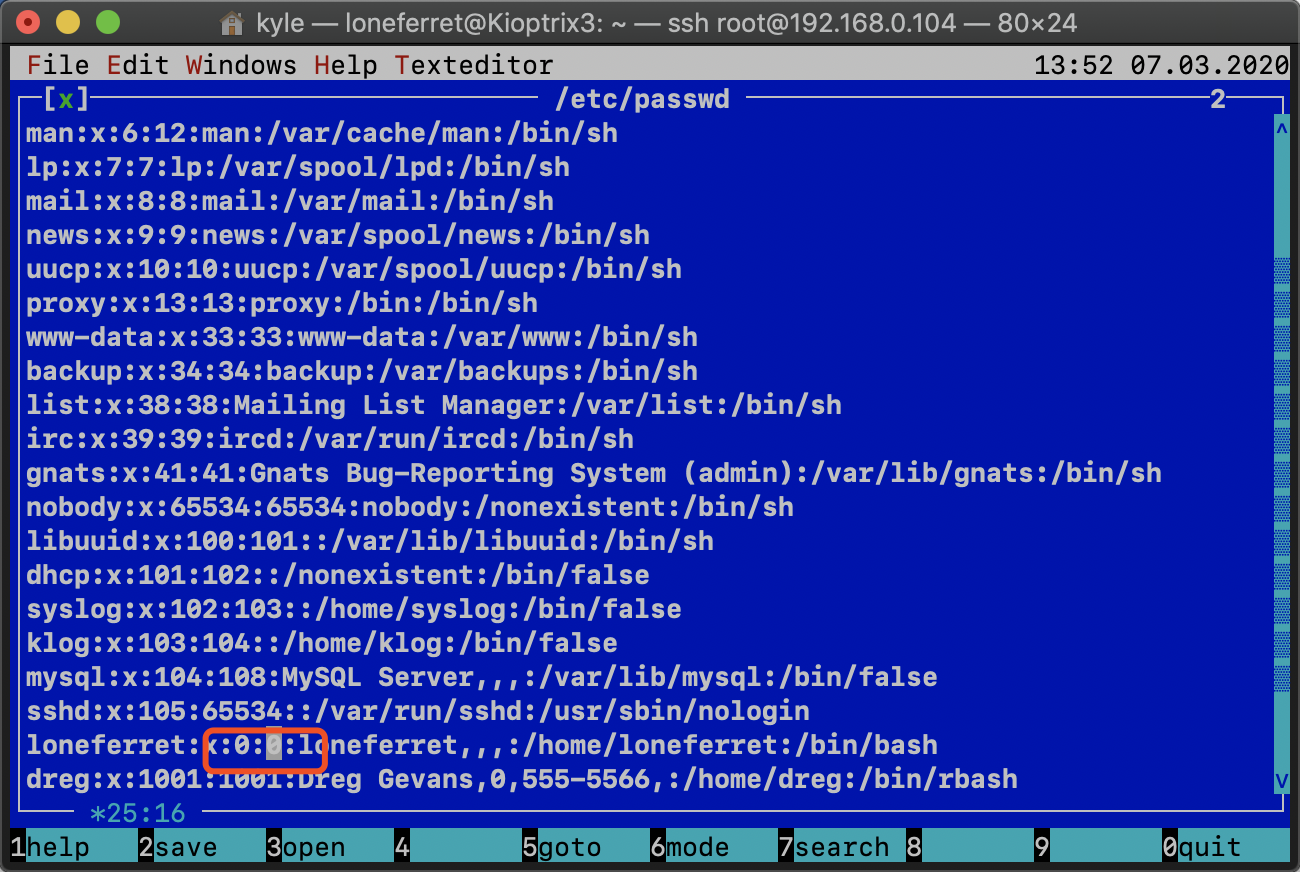 kyle — loneferret@Kioptrix3: ~ — ssh root@192.168.0.104 — 80×24
File Edit Windows Help Texteditor 13:52 07.03.2020
[x] /etc/passwd 2
man:x:6:12:man:/var/cache/man:/bin/sh
lp:x:7:7:lp:/var/spool/lpd:/bin/sh
mail:x:8:8:mail:/var/mail:/bin/sh
news:x:9:9:news:/var/spool/news:/bin/sh
uucp:x:10:10:uucp:/var/spool/uucp:/bin/sh
proxy:x:13:13:proxy:/bin:/bin/sh
www-data:x:33:33:www-data:/var/www:/bin/sh
backup:x:34:34:backup:/var/backups:/bin/sh
list:x:38:38:Mailing List Manager:/var/list:/bin/sh
irc:x:39:39:ircd:/var/run/ircd:/bin/sh
gnats:x:41:41:Gnats Bug-Reporting System (admin):/var/lib/gnats:/bin/sh
nobody:x:65534:65534:nobody:/nonexistent:/bin/sh
libuuid:x:100:101::/var/lib/libuuid:/bin/sh
dhcp:x:101:102::/nonexistent:/bin/false
syslog:x:102:103::/home/syslog:/bin/false
klog:x:103:104::/home/klog:/bin/false
mysql:x:104:108:MySQL Server,,,:/var/lib/mysql:/bin/false
sshd:x:105:65534::/var/run/sshd:/usr/sbin/nologin
loneferret:x:0:0:loneferret,,,:/home/loneferret:/bin/bash
dreg:x:1001:1001:Dreg Gevans,0,555-5566,:/home/dreg:/bin/rbash
*25:16
1help 2save 3open 4 5goto 6mode 7search 8 9 0quit